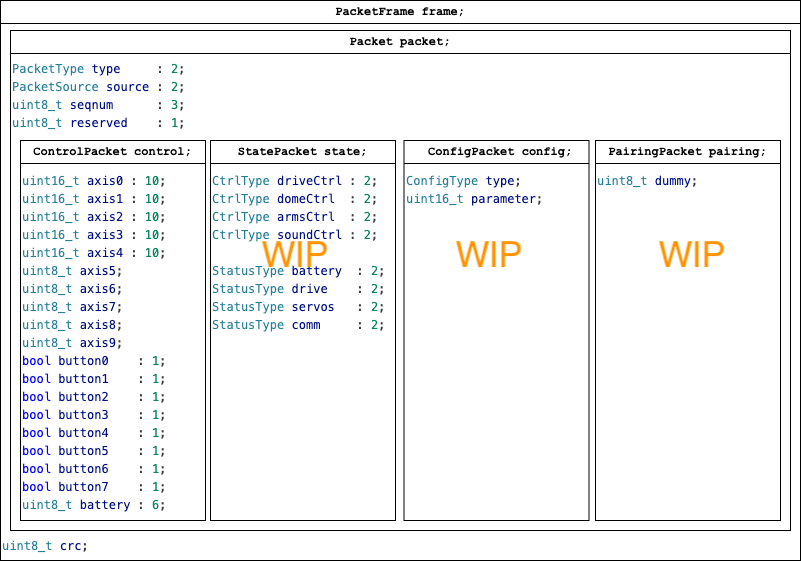 PacketFrame frame;
Packet packet;
PacketType type     : 2;
PacketSource source : 2;
uint8_t seqnum      : 3;
uint8_t reserved    : 1;
ControlPacket control;
uint16_t axis0 : 10;
uint16_t axis1 : 10;
uint16_t axis2 : 10;
uint16_t axis3 : 10;
uint16_t axis4 : 10;
uint8_t axis5;
uint8_t axis6;
uint8_t axis7;
uint8_t axis8;
uint8_t axis9;
bool button0    : 1;
bool button1    : 1;
bool button2    : 1;
bool button3    : 1;
bool button4    : 1;
bool button5    : 1;
bool button6    : 1;
bool button7    : 1;
uint8_t battery : 6;
StatePacket state;
CtrlType driveCtrl : 2;
CtrlType domeCtrl  : 2;
CtrlType armsCtrl  : 2;
CtrlType soundCtrl : 2;
WIP
StatusType battery  : 2;
StatusType drive    : 2;
StatusType servos   : 2;
StatusType comm     : 2;
ConfigPacket config;
ConfigType type;
uint16_t parameter;
WIP
PairingPacket pairing;
uint8_t dummy;
WIP
uint8_t crc;